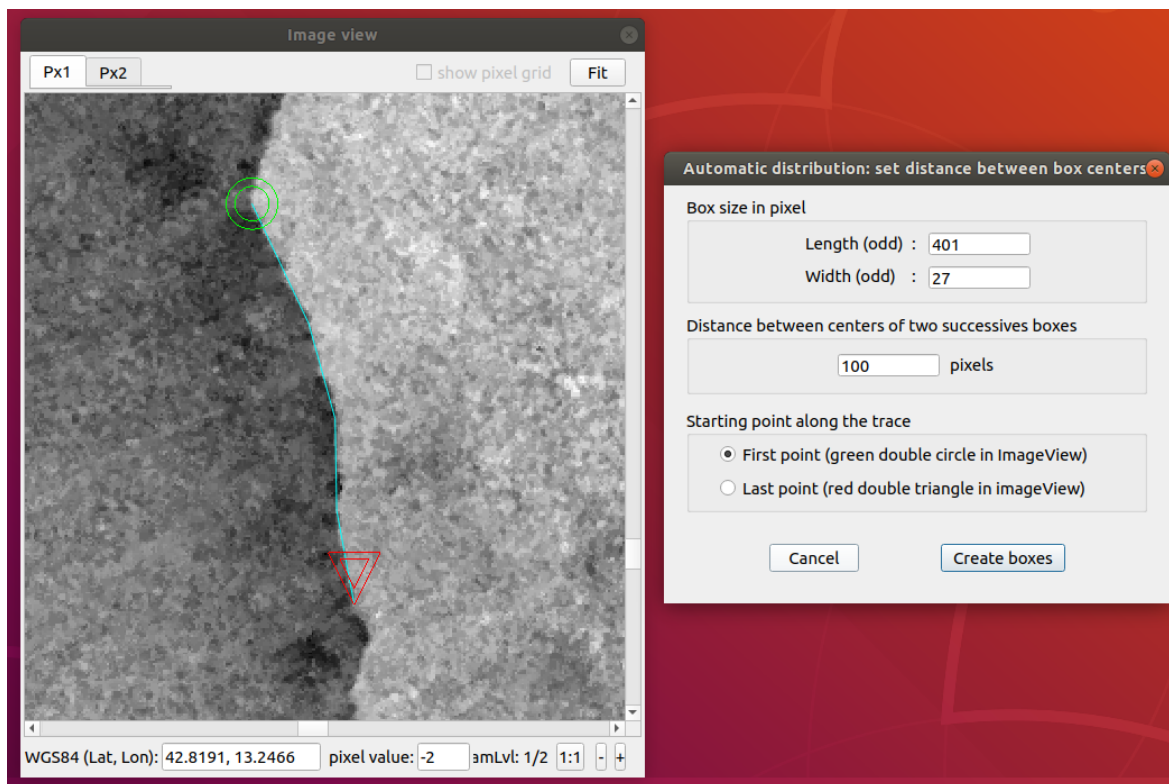 Image view
Px1 Px2 show pixel grid Fit
WGS84 (Lat, Lon): 42.8191, 13.2466 pixel value: -2 amLvl: 1/2 1:1 - +
Automatic distribution: set distance between box centers
Box size in pixel
Length (odd) : 401
Width (odd) : 27
Distance between centers of two successives boxes
100 pixels
Starting point along the trace
First point (green double circle in ImageView)
Last point (red double triangle in imageView)
Cancel Create boxes